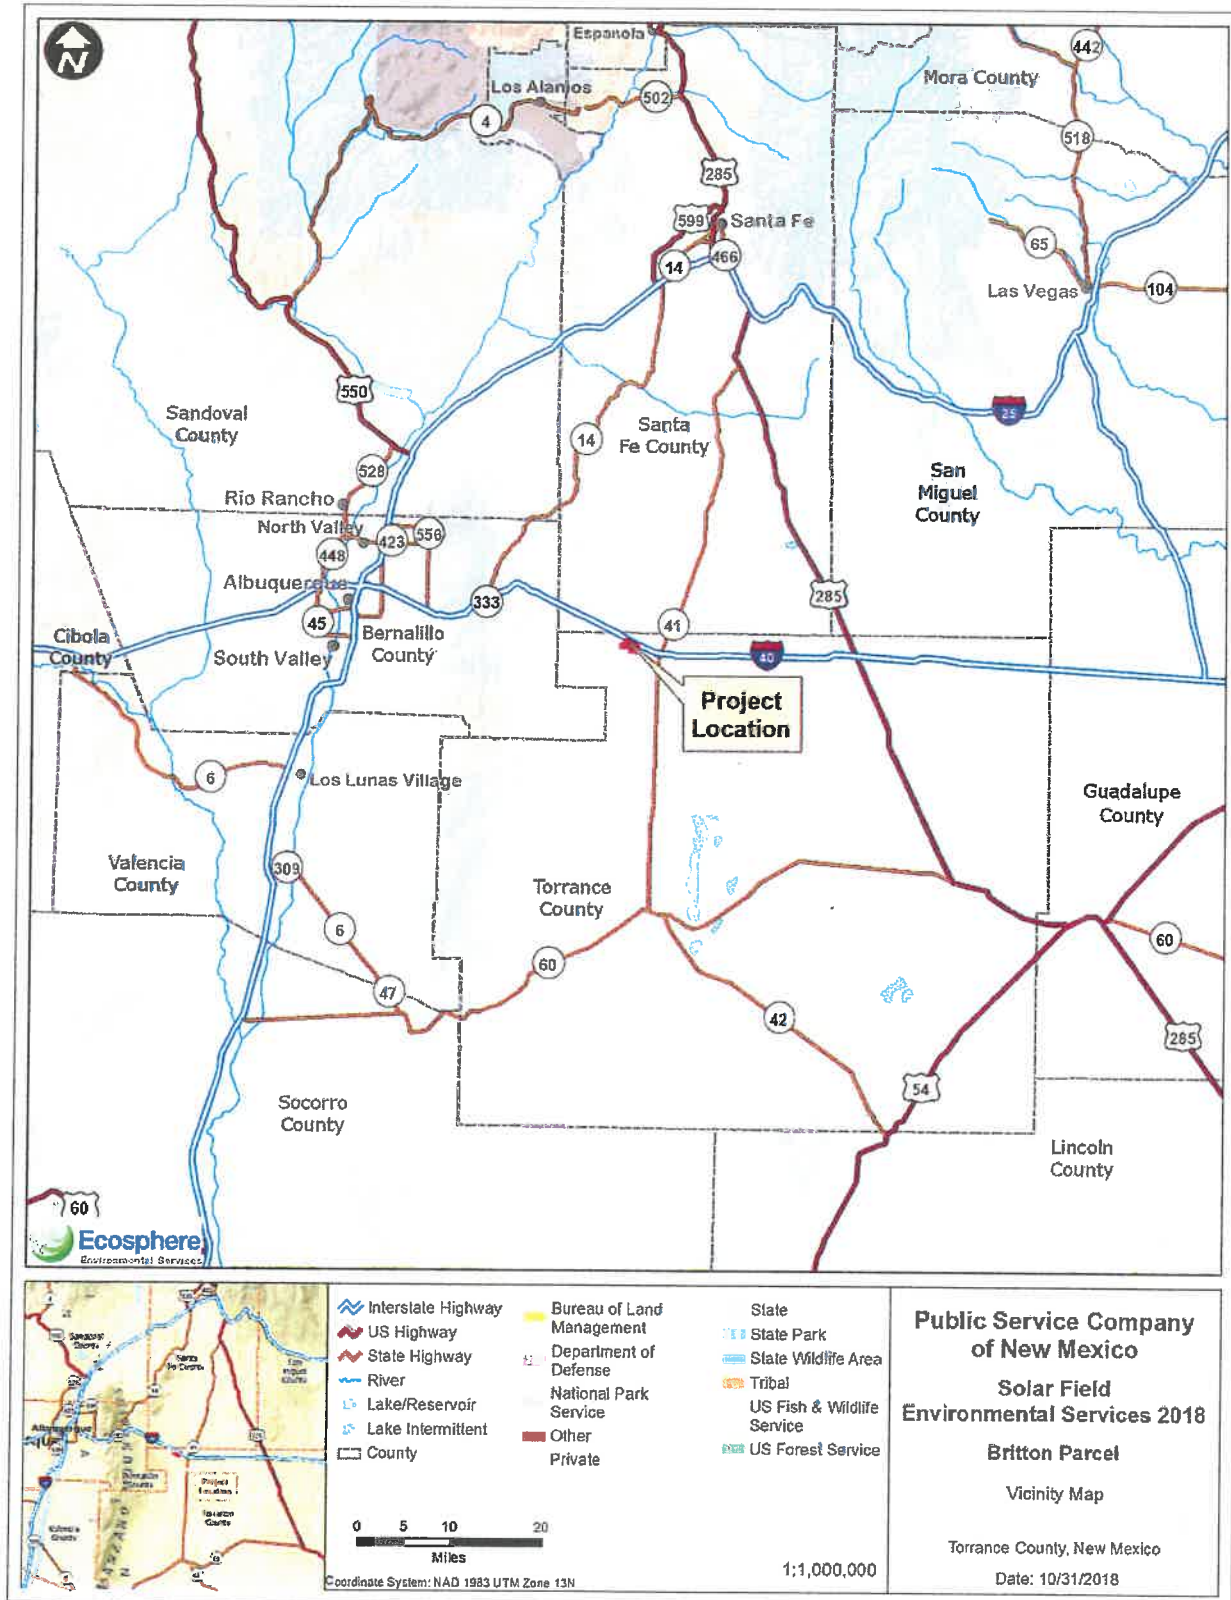 N
Espanola
442
Mora County
Los Alamos
502
4
518
285
599
Santa Fe
65
14
466
Las Vegas
104
550
Sandoval
County
25
14
Santa
Fe County
528
San
Miguel
County
Rio Rancho
North Valley
423
556
448
Albuquerque
333
285
45
41
Cibola
County
Bernalillo
County
South Valley
40
Project
Location
6
Los Lunas Village
Guadalupe
County
Valencia
County
309
Torrance
County
6
60
60
47
42
285
54
Socorro
County
Lincoln
County
60
Ecosphere
Environmental Services
Interstate Highway
US Highway
State Highway
River
Lake/Reservoir
Lake Intermittent
County
Bureau of Land
Management
Department of
Defense
National Park
Service
Other
Private
State
State Park
State Wildlife Area
Tribal
US Fish & Wildlife
Service
US Forest Service
0 5 10 20
Miles
Coordinate System: NAD 1983 UTM Zone 13N
1:1,000,000
Public Service Company
of New Mexico
Solar Field
Environmental Services 2018
Britton Parcel
Vicinity Map
Torrance County, New Mexico
Date: 10/31/2018
Albuquerque
Project
Location